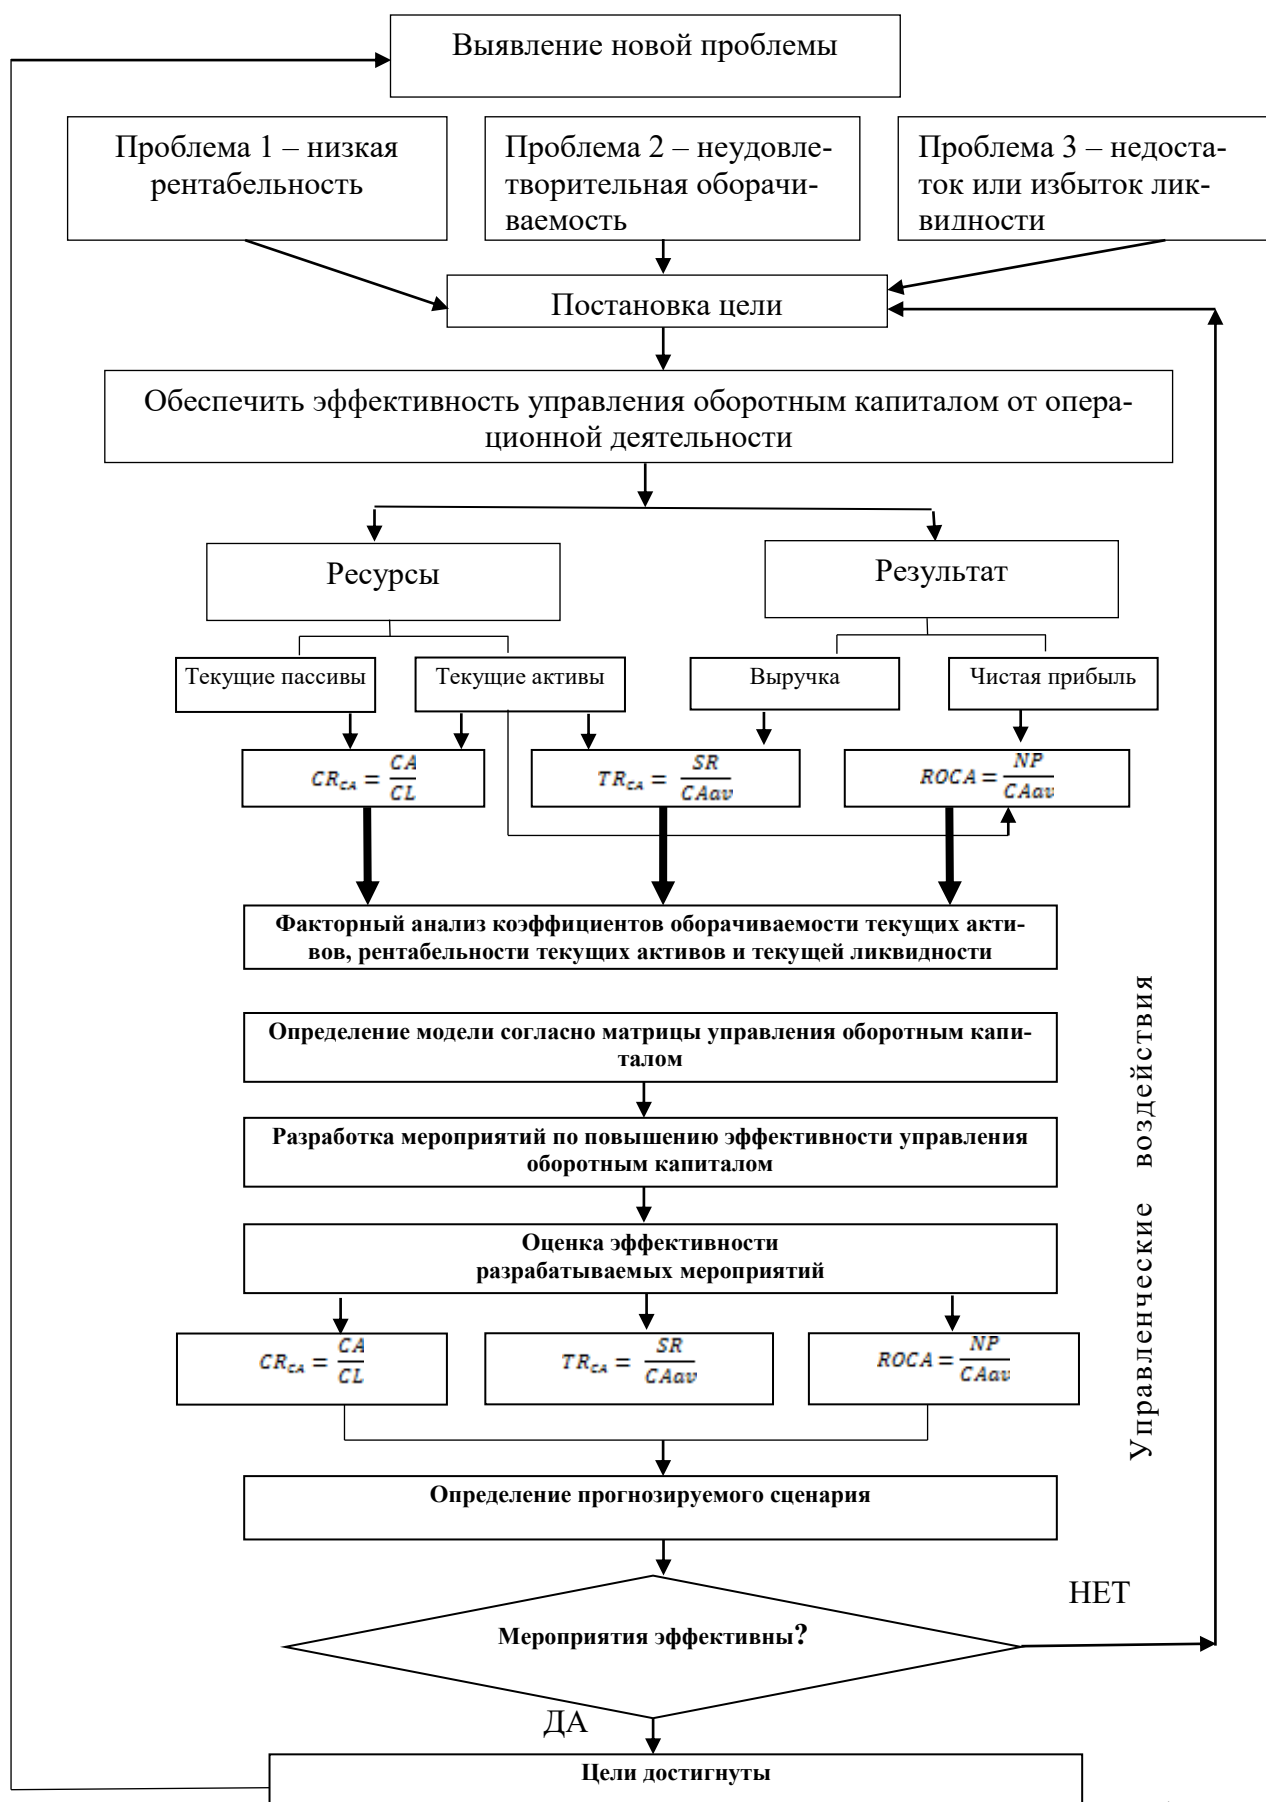 Выявление новой проблемы
Проблема 1 – низкая
рентабельность
Проблема 2 – неудовле-
творительная оборачи-
ваемость
Проблема 3 – недоста-
ток или избыток лик-
видности
Постановка цели
Обеспечить эффективность управления оборотным капиталом от опера-
ционной деятельности
Ресурсы
Результат
Текущие пассивы
Текущие активы
Выручка
Чистая прибыль
CR_CA = CA/CL
TR_CA = SR/CAav
ROCA = NP/CAav
Факторный анализ коэффициентов оборачиваемости текущих акти-
вов, рентабельности текущих активов и текущей ликвидности
Определение модели согласно матрицы управления оборотным капи-
талом
Разработка мероприятий по повышению эффективности управления
оборотным капиталом
Оценка эффективности
разрабатываемых мероприятий
CR_CA = CA/CL
TR_CA = SR/CAav
ROCA = NP/CAav
Управленческие воздействия
Определение прогнозируемого сценария
НЕТ
Мероприятия эффективны?
ДА
Цели достигнуты